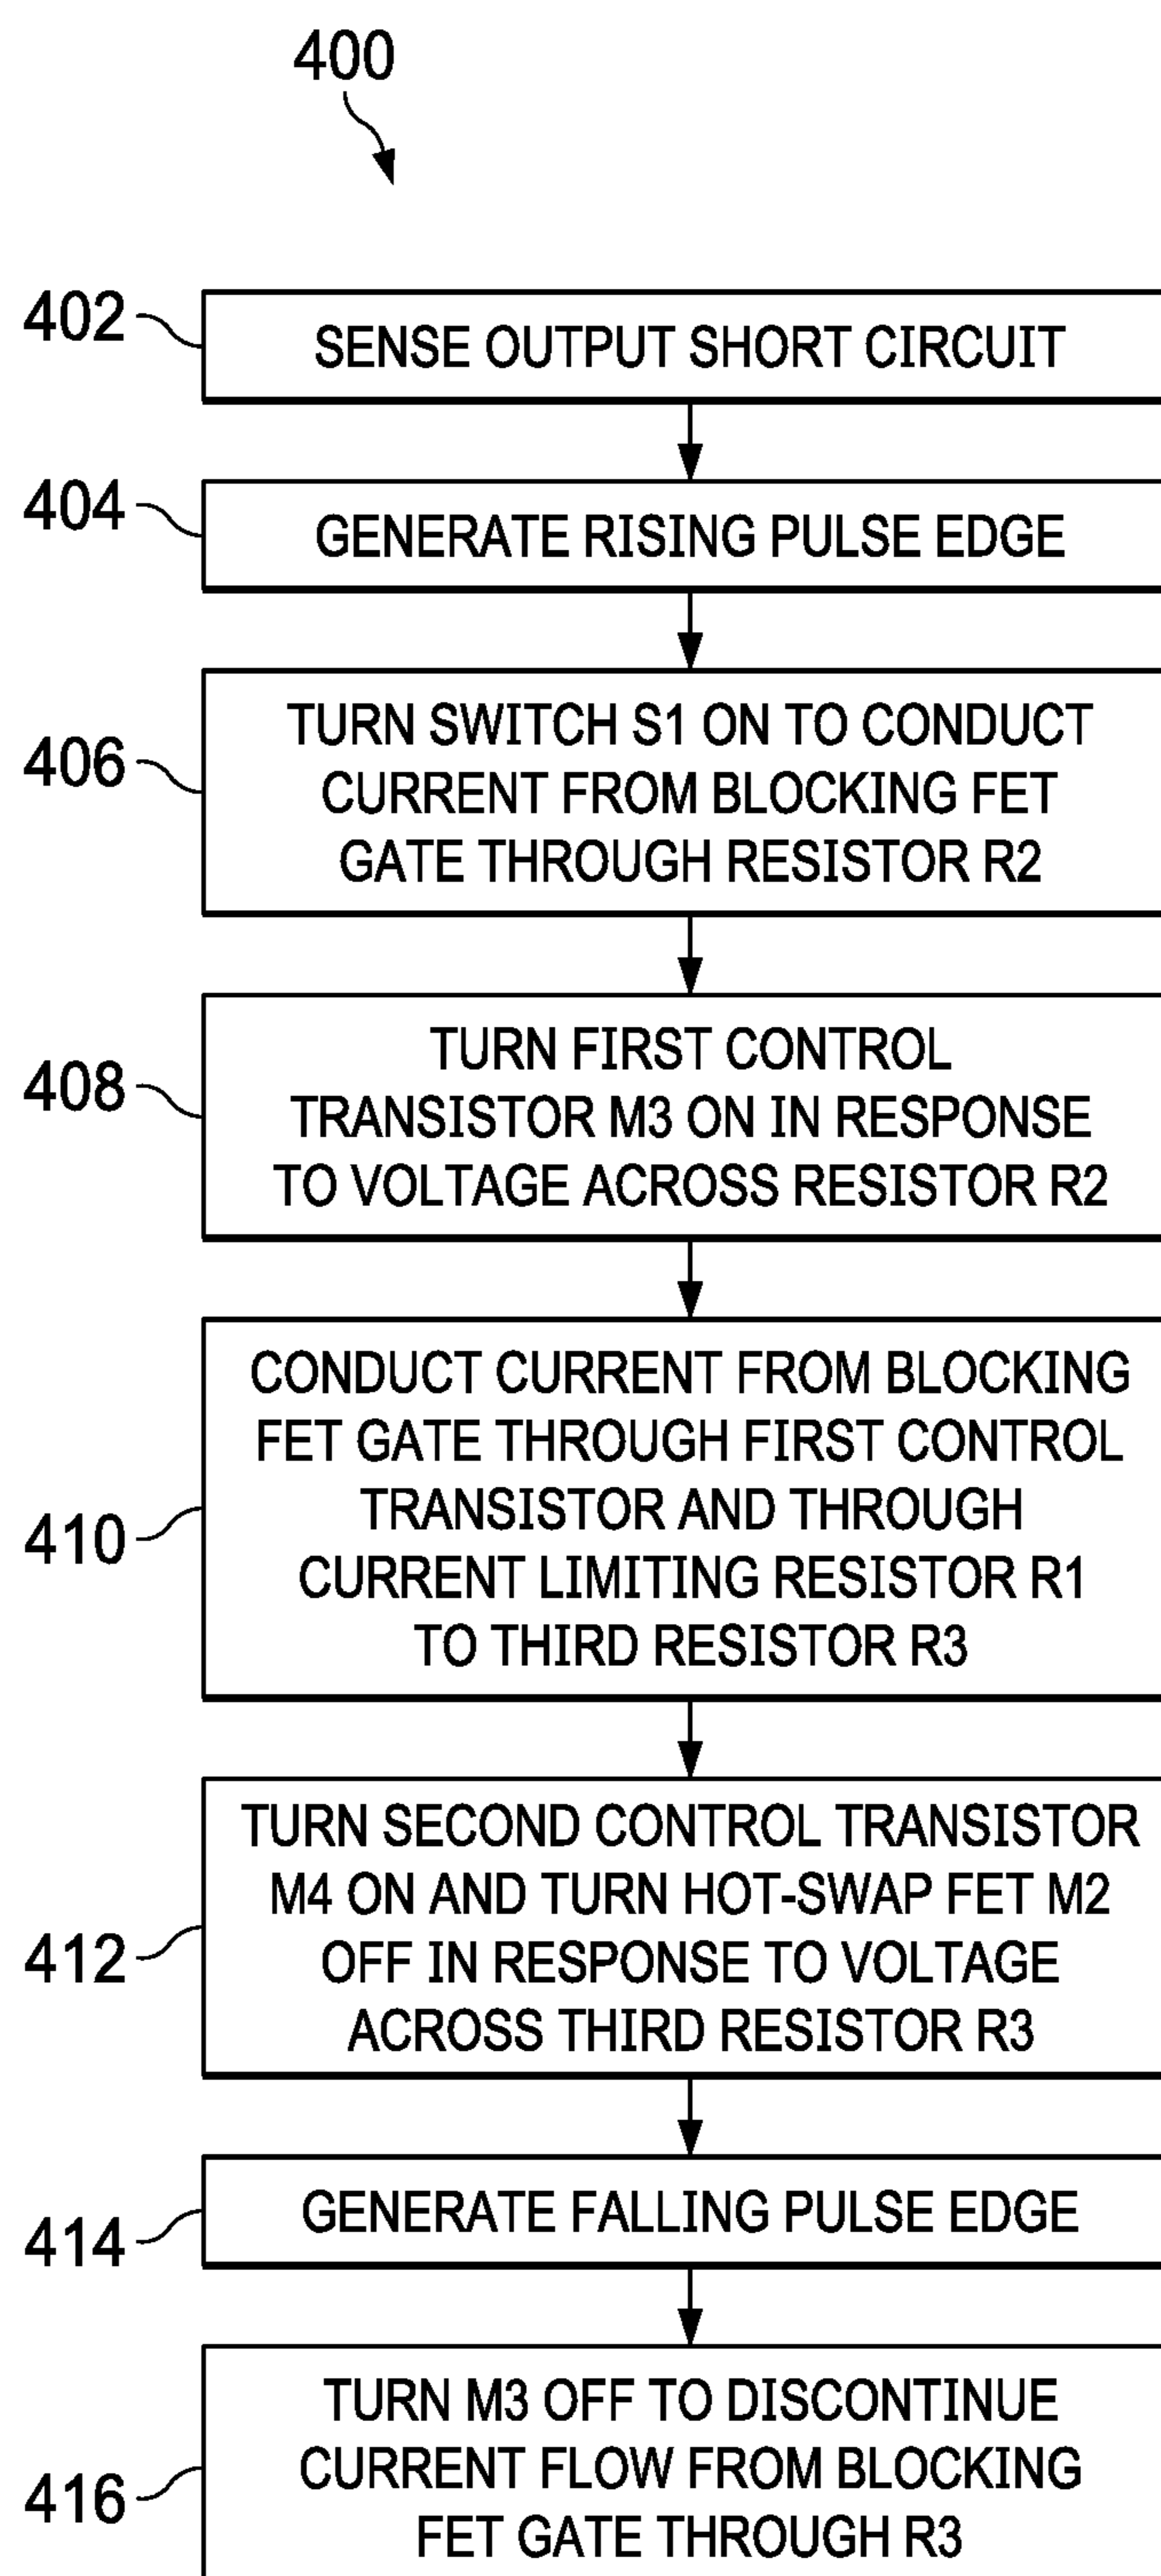 400
402
SENSE OUTPUT SHORT CIRCUIT
404
GENERATE RISING PULSE EDGE
406
TURN SWITCH S1 ON TO CONDUCT
CURRENT FROM BLOCKING FET
GATE THROUGH RESISTOR R2
408
TURN FIRST CONTROL
TRANSISTOR M3 ON IN RESPONSE
TO VOLTAGE ACROSS RESISTOR R2
410
CONDUCT CURRENT FROM BLOCKING
FET GATE THROUGH FIRST CONTROL
TRANSISTOR AND THROUGH
CURRENT LIMITING RESISTOR R1
TO THIRD RESISTOR R3
412
TURN SECOND CONTROL TRANSISTOR
M4 ON AND TURN HOT-SWAP FET M2
OFF IN RESPONSE TO VOLTAGE
ACROSS THIRD RESISTOR R3
414
GENERATE FALLING PULSE EDGE
416
TURN M3 OFF TO DISCONTINUE
CURRENT FLOW FROM BLOCKING
FET GATE THROUGH R3